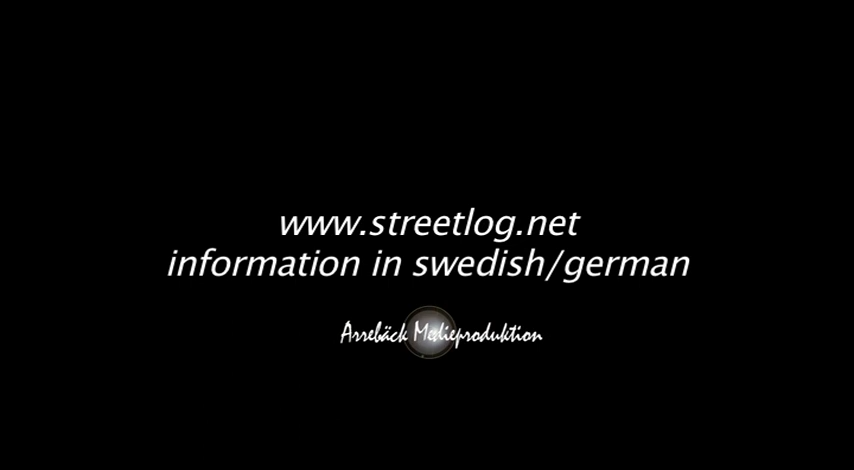 www.streetlog.net
information in swedish/german
Arrebäck Medieproduktion